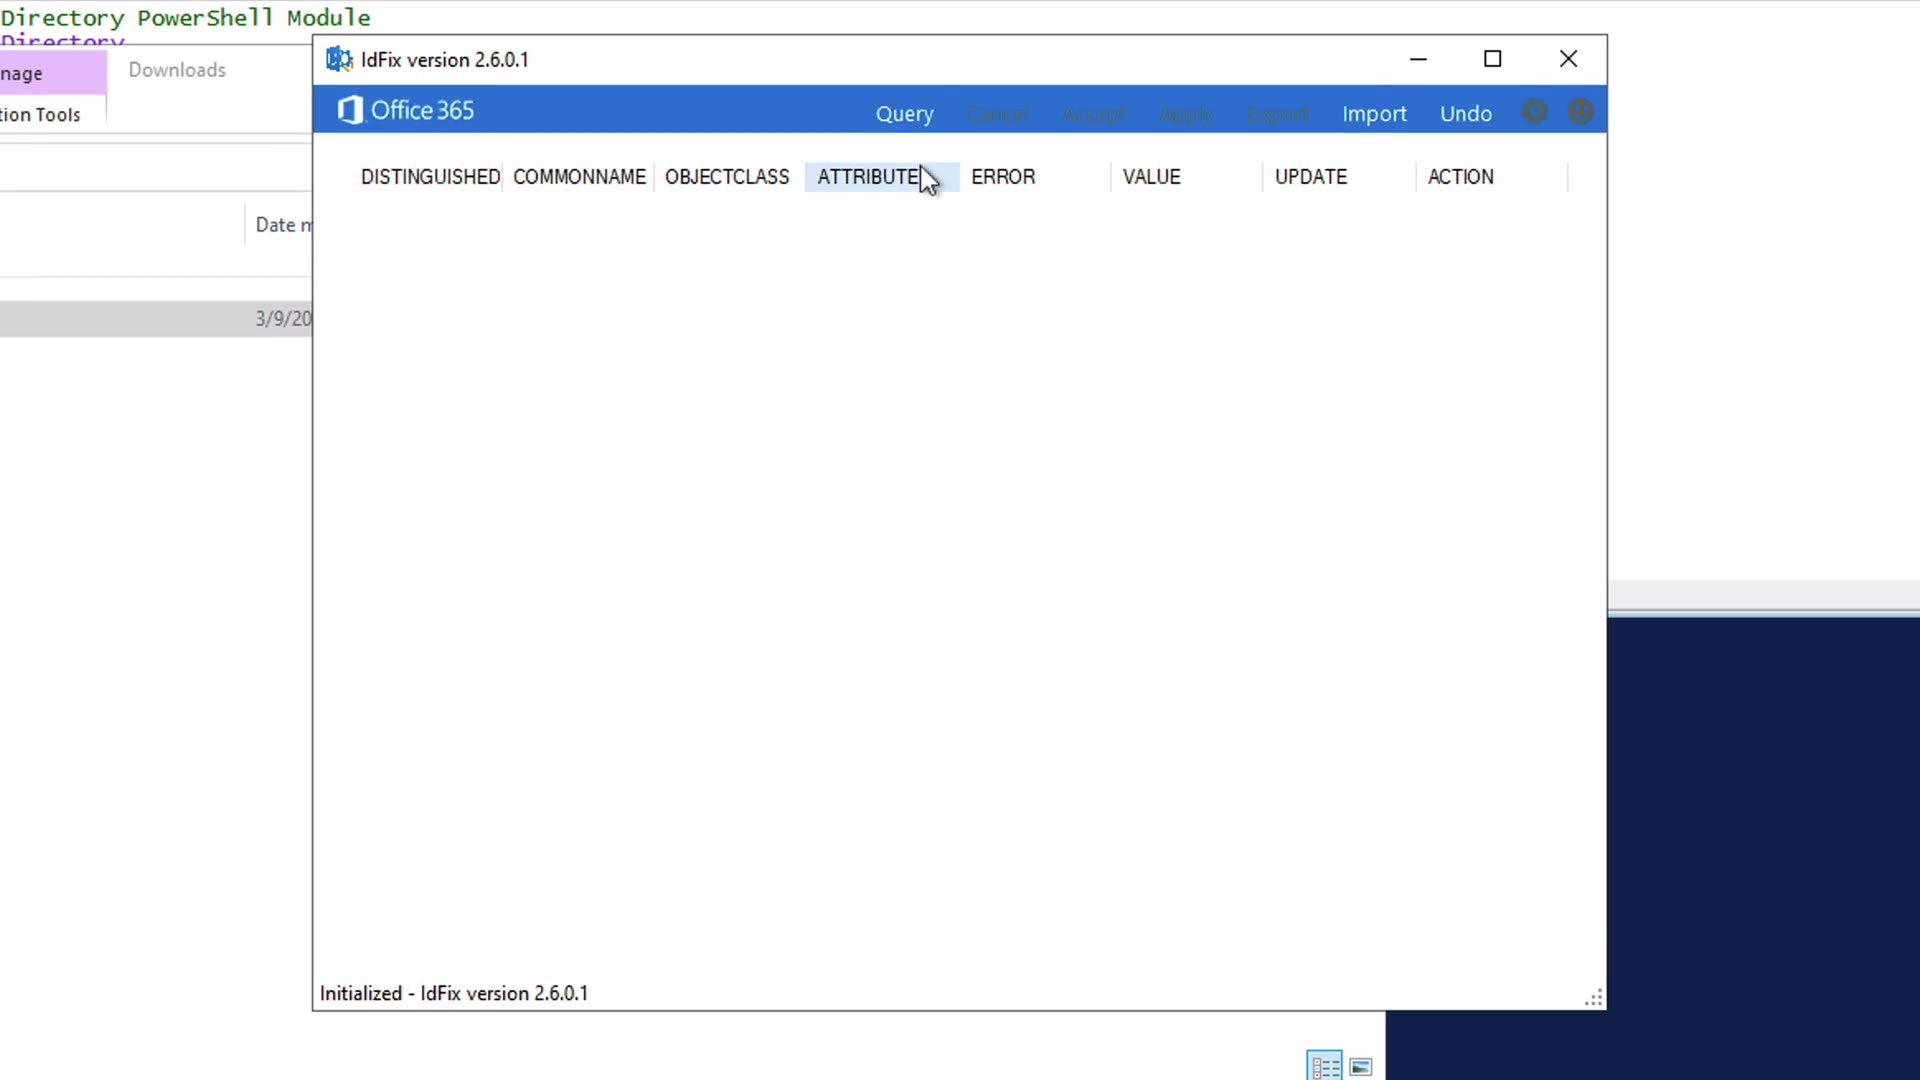 Directory PowerShell Module
Directory
nage
Downloads
tion Tools
Date m
3/9/20
IdFix version 2.6.0.1
Office 365
Query Cancel Accept Apply Export Import Undo
DISTINGUISHED COMMONNAME OBJECTCLASS ATTRIBUTE ERROR VALUE UPDATE ACTION
Initialized - IdFix version 2.6.0.1